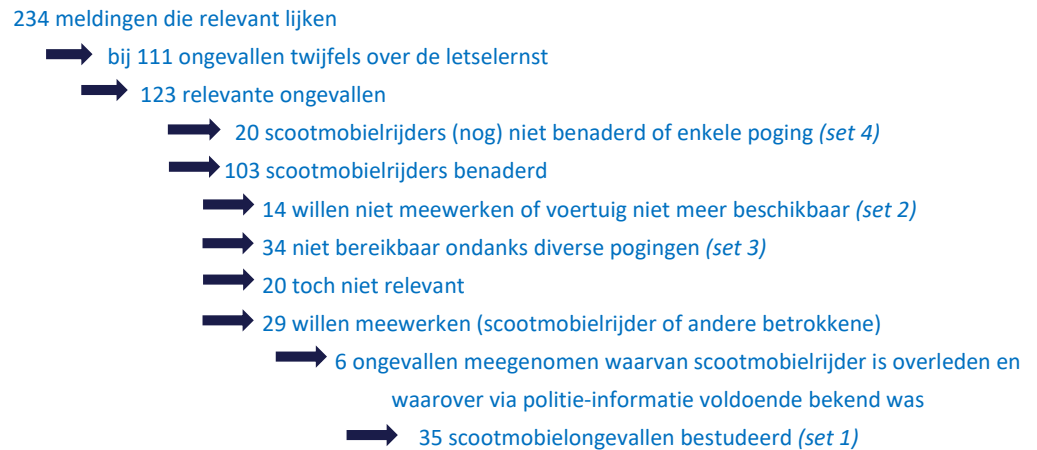 234 meldingen die relevant lijken
bij 111 ongevallen twijfels over de letselernst
123 relevante ongevallen
20 scootmobielrijders (nog) niet benaderd of enkele poging (set 4)
103 scootmobielrijders benaderd
14 willen niet meewerken of voertuig niet meer beschikbaar (set 2)
34 niet bereikbaar ondanks diverse pogingen (set 3)
20 toch niet relevant
29 willen meewerken (scootmobielrijder of andere betrokkene)
6 ongevallen meegenomen waarvan scootmobielrijder is overleden en
waarover via politie-informatie voldoende bekend was
35 scootmobielongevallen bestudeerd (set 1)